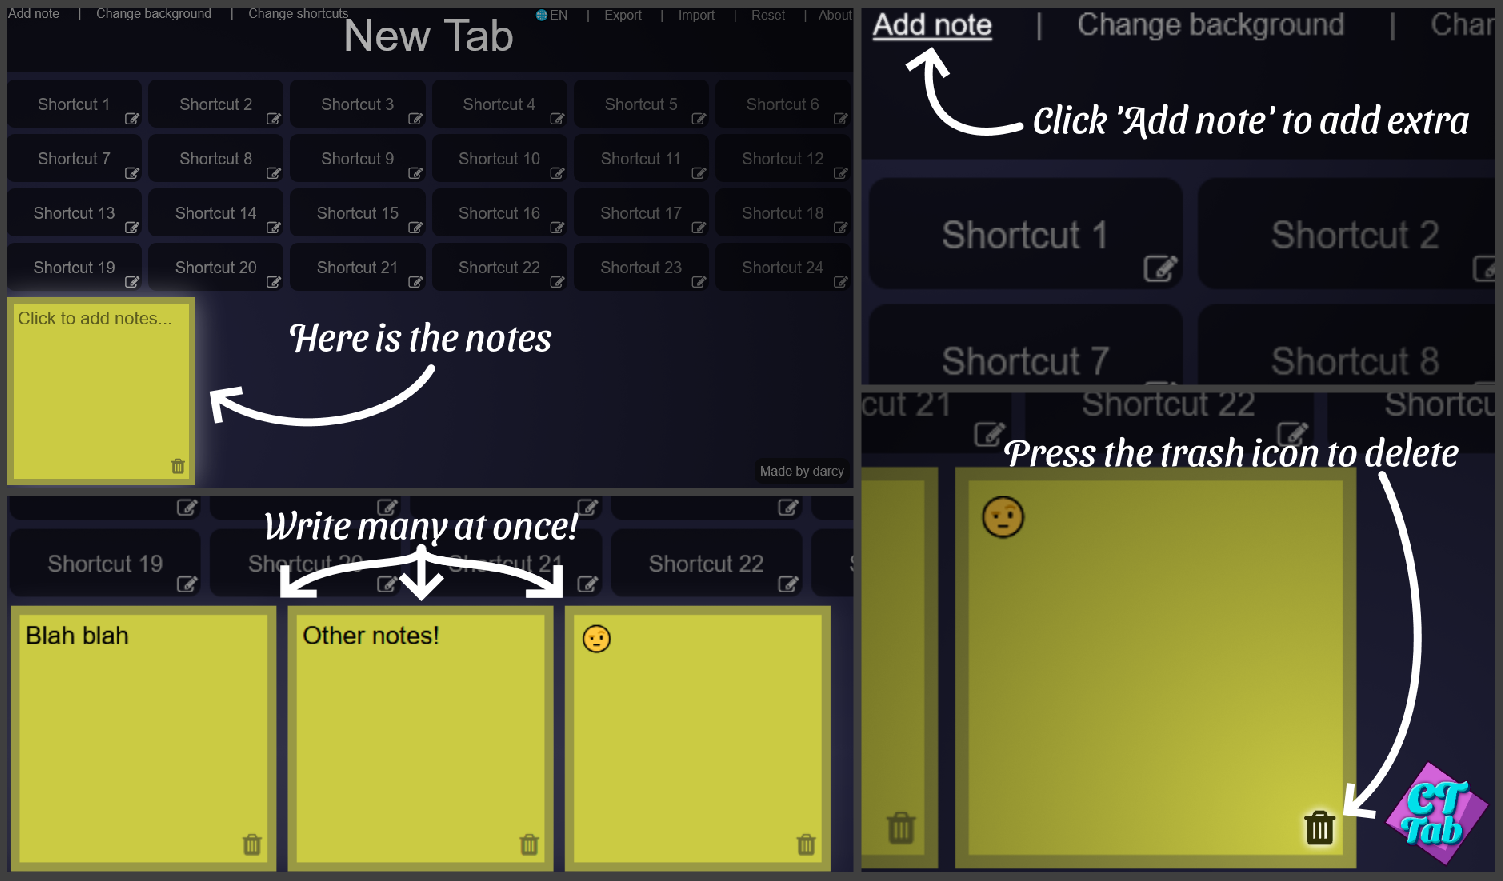 Add note | Change background | Change shortcuts
EN | Export | Import | Reset | About
New Tab
Shortcut 1 Shortcut 2 Shortcut 3 Shortcut 4 Shortcut 5 Shortcut 6
Shortcut 7 Shortcut 8 Shortcut 9 Shortcut 10 Shortcut 11 Shortcut 12
Shortcut 13 Shortcut 14 Shortcut 15 Shortcut 16 Shortcut 17 Shortcut 18
Shortcut 19 Shortcut 20 Shortcut 21 Shortcut 22 Shortcut 23 Shortcut 24
Click to add notes...
Here is the notes
Made by darcy
Add note | Change background | Char
Click 'Add note' to add extra
Shortcut 1 Shortcut 2
Shortcut 7 Shortcut 8
Write many at once!
Shortcut 19 Shortcut 20 Shortcut 21 Shortcut 22
Blah blah Other notes!
cut 21 Shortcut 22 Shortcu
Press the trash icon to delete
CT
Tab